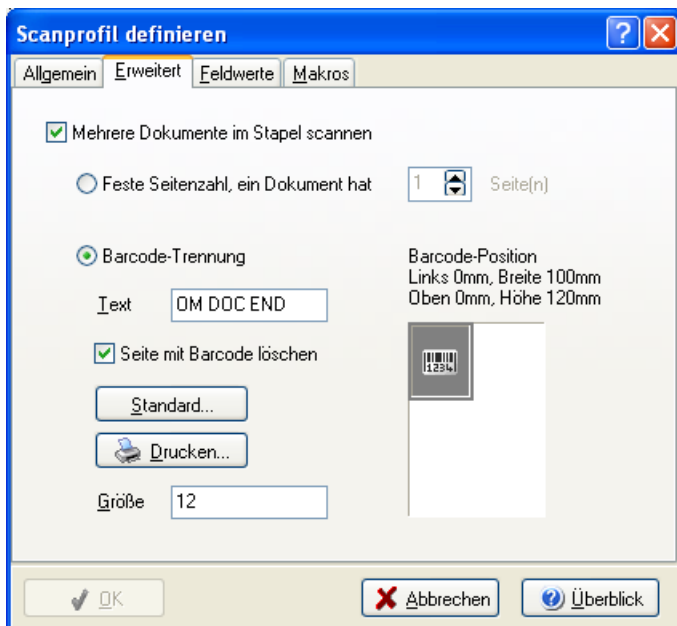 Scanprofil definieren
Allgemein Erweitert Feldwerte Makros
Mehrere Dokumente im Stapel scannen
Feste Seitenzahl, ein Dokument hat 1 Seite(n)
Barcode-Trennung
Text OM DOC END
Seite mit Barcode löschen
Standard...
Drucken...
Größe 12
Barcode-Position
Links 0mm, Breite 100mm
Oben 0mm, Höhe 120mm
1234
OK Abbrechen Überblick